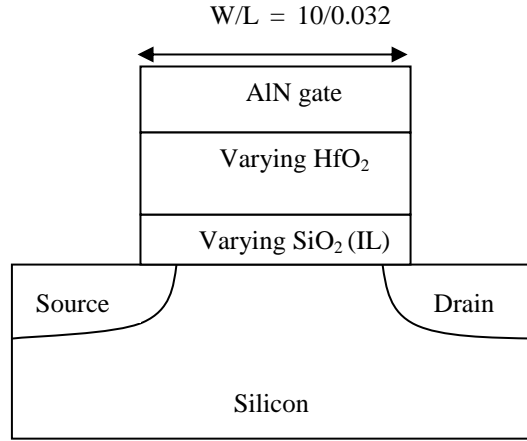 W/L = 10/0.032
AlN gate
Varying HfO₂
Varying SiO₂ (IL)
Source
Drain
Silicon